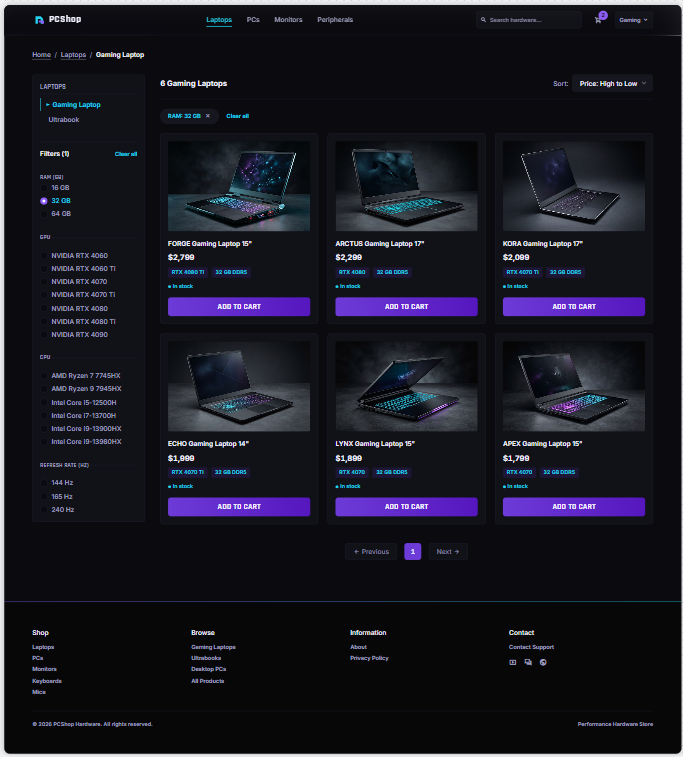 PCShop
Laptops PCs Monitors Peripherals
Search hardware...
2
Gaming
Home / Laptops / Gaming Laptop
LAPTOPS
Gaming Laptop
Ultrabook
Filters (1) Clear all
RAM (GB)
16 GB
32 GB
64 GB
GPU
NVIDIA RTX 4060
NVIDIA RTX 4060 Ti
NVIDIA RTX 4070
NVIDIA RTX 4070 Ti
NVIDIA RTX 4080
NVIDIA RTX 4080 Ti
NVIDIA RTX 4090
CPU
AMD Ryzen 7 7745HX
AMD Ryzen 9 7945HX
Intel Core i5-12500H
Intel Core i7-13700H
Intel Core i9-13900HX
Intel Core i9-13980HX
REFRESH RATE (HZ)
144 Hz
165 Hz
240 Hz
6 Gaming Laptops
Sort: Price: High to Low
RAM: 32 GB ✕ Clear all
FORGE Gaming Laptop 15"
$2,799
RTX 4080 Ti 32 GB DDR5
In stock
ADD TO CART
ARCTUS Gaming Laptop 17"
$2,299
RTX 4080 32 GB DDR5
In stock
ADD TO CART
KORA Gaming Laptop 17"
$2,099
RTX 4070 Ti 32 GB DDR5
In stock
ADD TO CART
ECHO Gaming Laptop 14"
$1,999
RTX 4070 Ti 32 GB DDR5
In stock
ADD TO CART
LYNX Gaming Laptop 15"
$1,899
RTX 4070 32 GB DDR5
In stock
ADD TO CART
APEX Gaming Laptop 15"
$1,799
RTX 4070 32 GB DDR5
In stock
ADD TO CART
← Previous 1 Next →
Shop
Laptops
PCs
Monitors
Keyboards
Mice
Browse
Gaming Laptops
Ultrabooks
Desktop PCs
All Products
Information
About
Privacy Policy
Contact
Contact Support
© 2026 PCShop Hardware. All rights reserved.
Performance Hardware Store